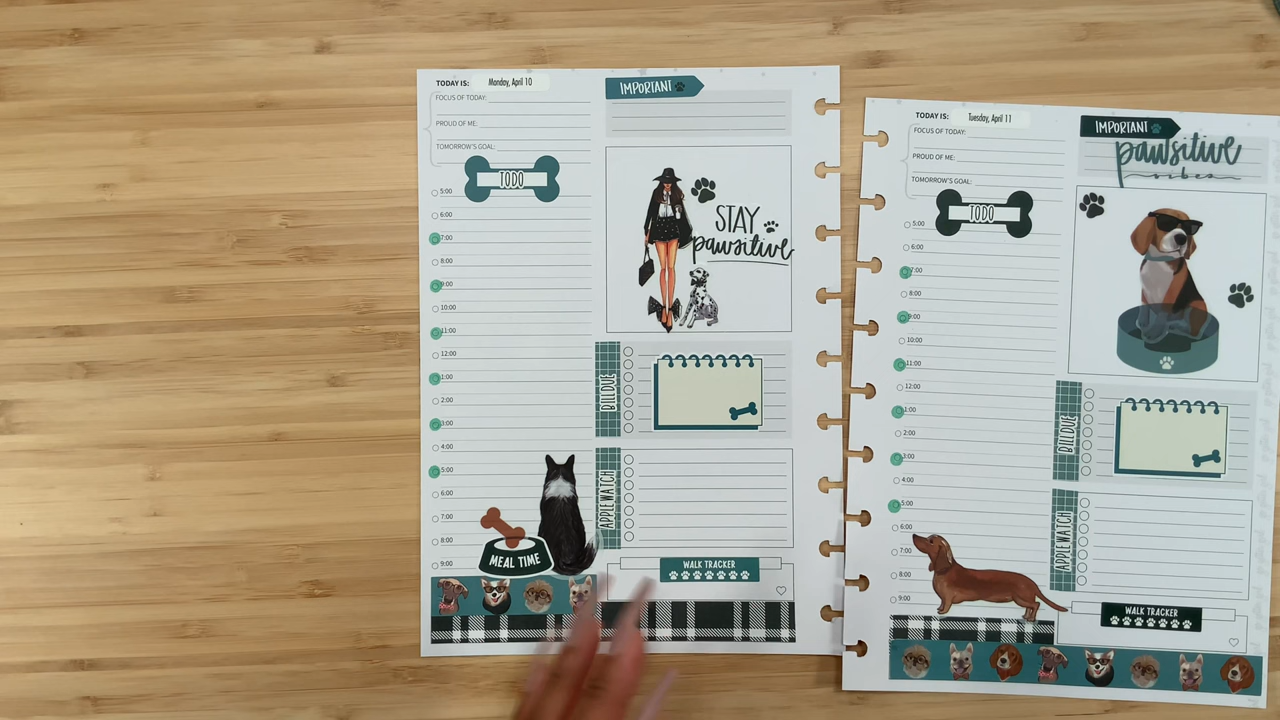 TODAY IS: Monday, April 10
FOCUS OF TODAY:
PROUD OF ME:
TOMORROW'S GOAL:
TODO
5:00
6:00
7:00
8:00
9:00
10:00
11:00
12:00
1:00
2:00
3:00
4:00
5:00
6:00
7:00
8:00
9:00
MEAL TIME
IMPORTANT
STAY
pawsitive
BILL DUE
APPLE WATCH
WALK TRACKER
TODAY IS: Tuesday, April 11
FOCUS OF TODAY:
PROUD OF ME:
TOMORROW'S GOAL:
TODO
5:00
6:00
7:00
8:00
9:00
10:00
11:00
12:00
1:00
2:00
3:00
4:00
5:00
6:00
7:00
8:00
9:00
IMPORTANT
pawsitive
vibes
BILL DUE
APPLE WATCH
WALK TRACKER